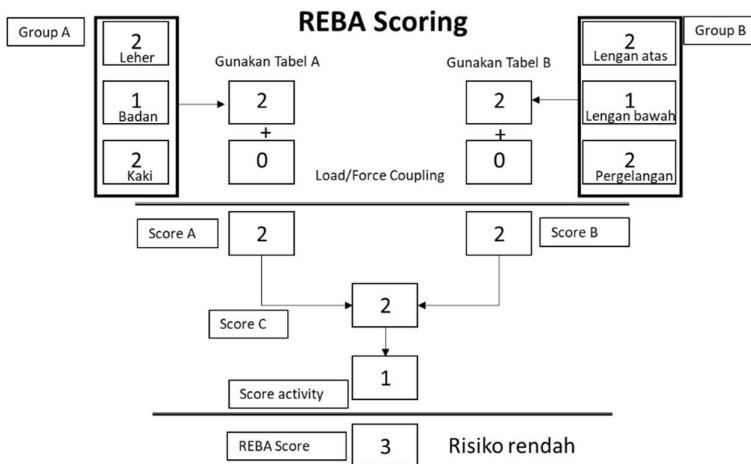 REBA Scoring
Group A
Group B
2
Leher
1
Badan
2
Kaki
Gunakan Tabel A
2
+
0
Load/Force Coupling
Gunakan Tabel B
2
+
0
2
Lengan atas
1
Lengan bawah
2
Pergelangan
Score A
2
2
Score B
2
Score C
1
Score activity
REBA Score
3
Risiko rendah